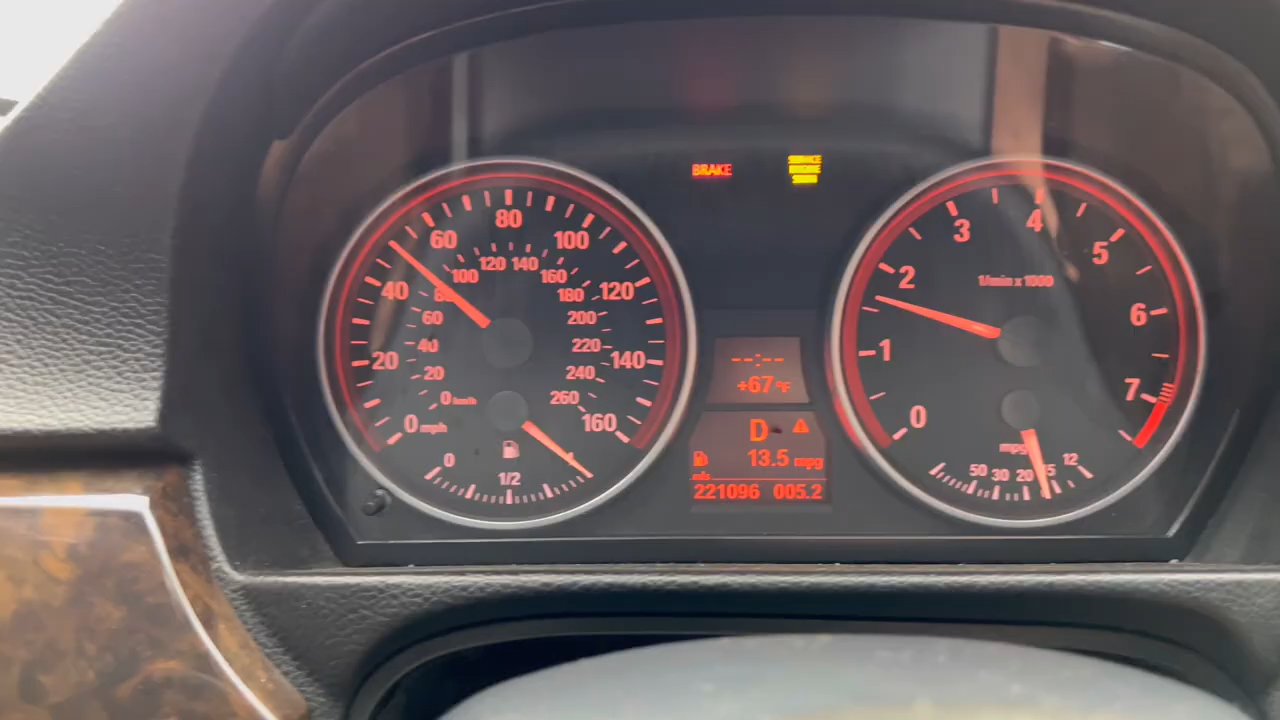 BRAKE
SERVICE
ENGINE
SOON
0 20 40 60 80 100 120 140 160
mph
0 20 40 60 80 100 120 140 160 180 200 220 240 260
km/h
0 1/2
0 1 2 3 4 5 6 7
1/min x 1000
mpg
50 30 20 15 12
--:--
+67°F
D
13.5 mpg
mls
221096 005.2